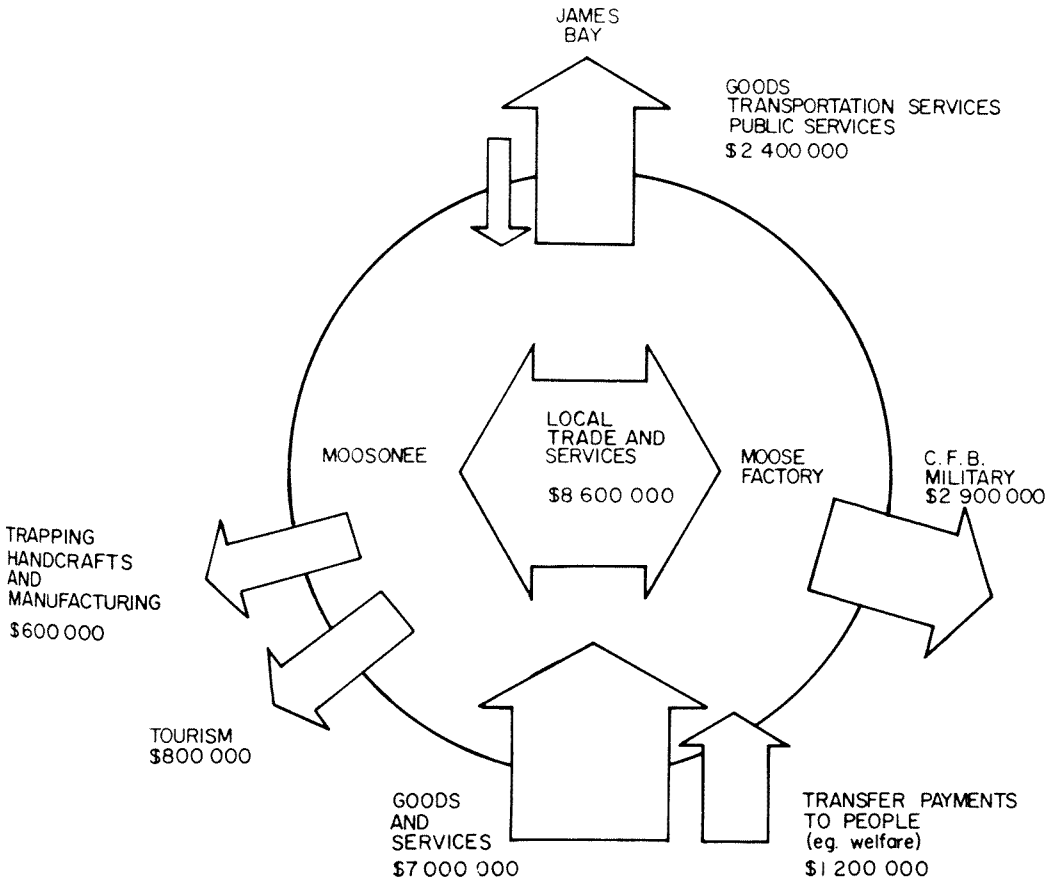 JAMES
BAY
GOODS
TRANSPORTATION SERVICES
PUBLIC SERVICES
$2 400 000
LOCAL
TRADE AND
SERVICES
$8 600 000
MOOSONEE
MOOSE
FACTORY
C.F.B.
MILITARY
$2 900 000
TRAPPING
HANDCRAFTS
AND
MANUFACTURING
$600 000
TOURISM
$800 000
GOODS
AND
SERVICES
$7 000 000
TRANSFER PAYMENTS
TO PEOPLE
(eg. welfare)
$1 200 000